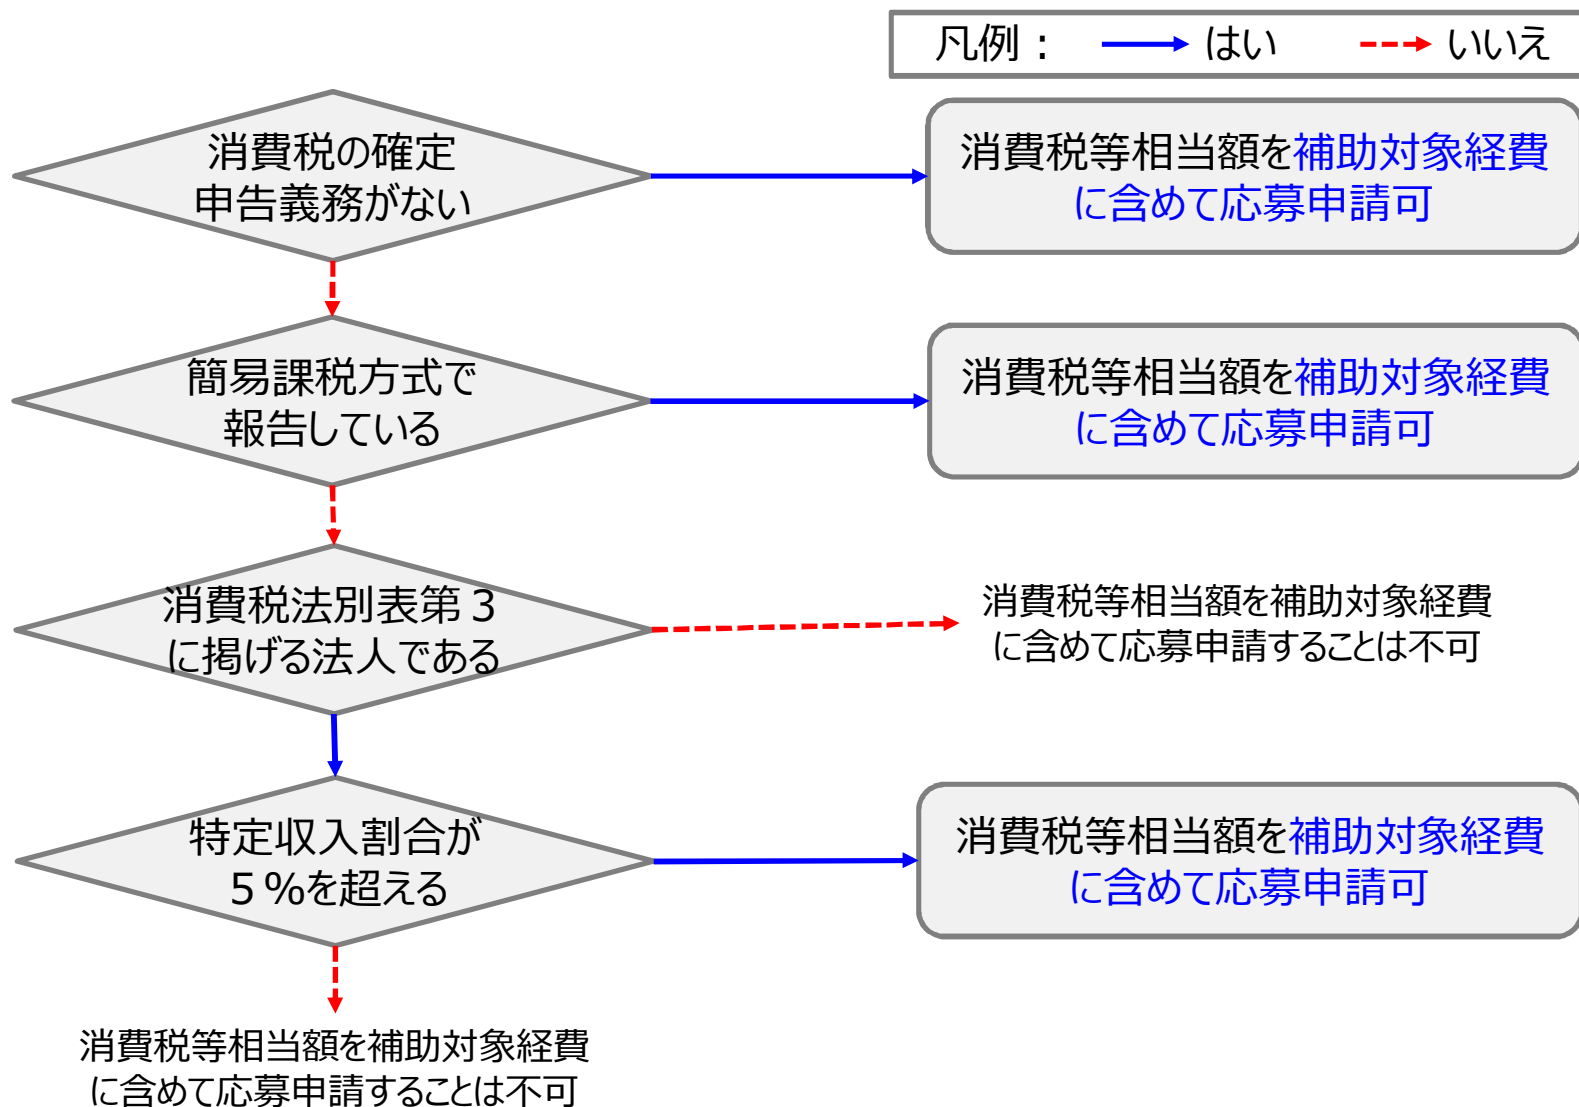 凡例： はい いいえ
消費税の確定
申告義務がない
消費税等相当額を補助対象経費
に含めて応募申請可
簡易課税方式で
報告している
消費税等相当額を補助対象経費
に含めて応募申請可
消費税法別表第３
に掲げる法人である
消費税等相当額を補助対象経費
に含めて応募申請することは不可
特定収入割合が
５%を超える
消費税等相当額を補助対象経費
に含めて応募申請可
消費税等相当額を補助対象経費
に含めて応募申請することは不可